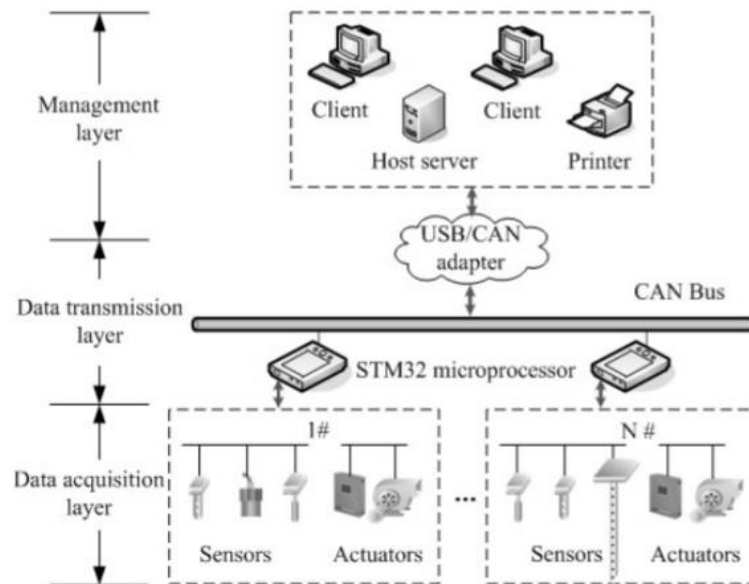 Management
layer
Client
Client
Host server
Printer
USB/CAN
adapter
Data transmission
layer
CAN Bus
STM32 microprocessor
Data acquisition
layer
1#
Sensors
Actuators
...
N #
Sensors
Actuators